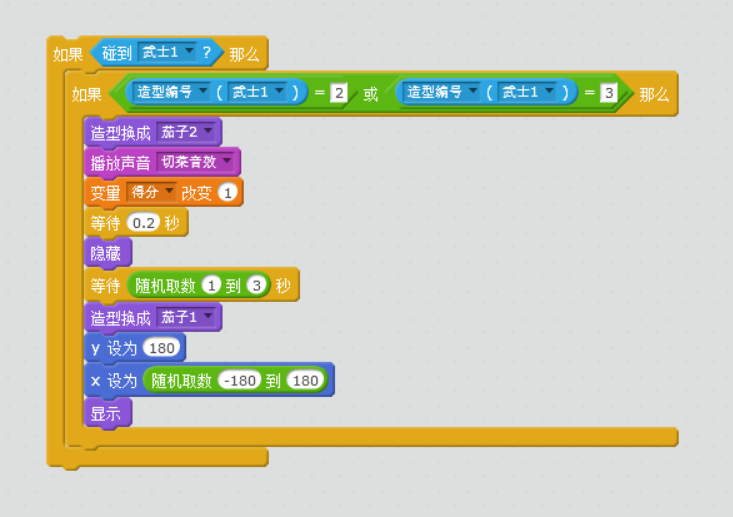 如果 碰到 武士1 ? 那么
如果 造型编号 ( 武士1 ) = 2 或 造型编号 ( 武士1 ) = 3 那么
造型换成 茄子2
播放声音 切菜音效
变量 得分 改变 1
等待 0.2 秒
隐藏
等待 随机取数 1 到 3 秒
造型换成 茄子1
y 设为 180
x 设为 随机取数 -180 到 180
显示